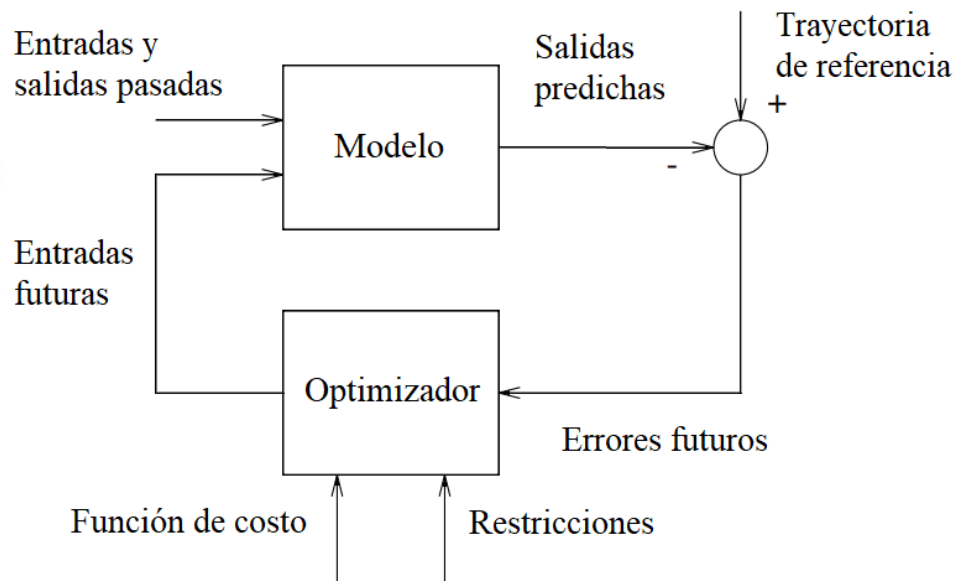 Entradas y
salidas pasadas
Modelo
Salidas
predichas
Trayectoria
de referencia
+
-
Entradas
futuras
Optimizador
Errores futuros
Función de costo
Restricciones